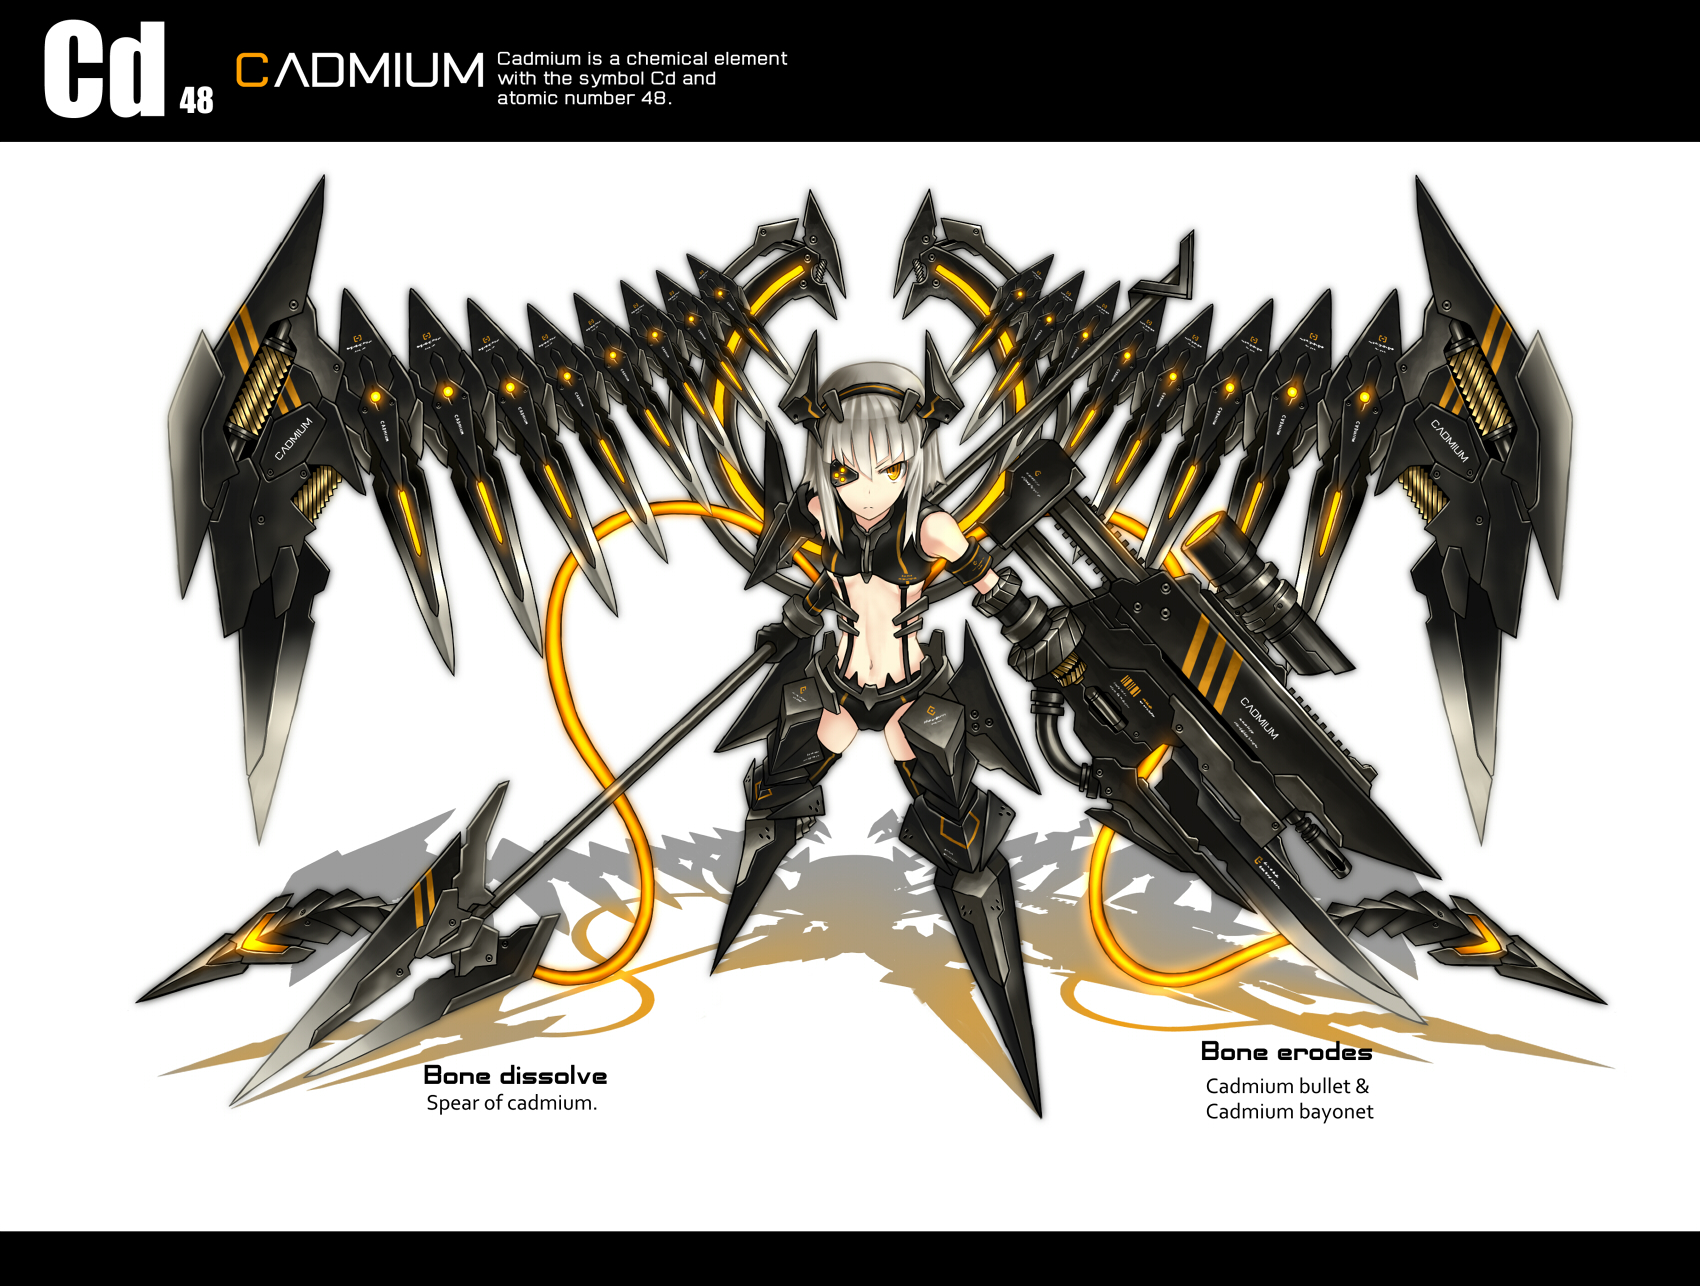 Cd 48
CADMIUM
Cadmium is a chemical element
with the symbol Cd and
atomic number 48.
CADMIUM
CADMIUM
CADMIUM
Bone dissolve
Spear of cadmium.
Bone erodes
Cadmium bullet &
Cadmium bayonet